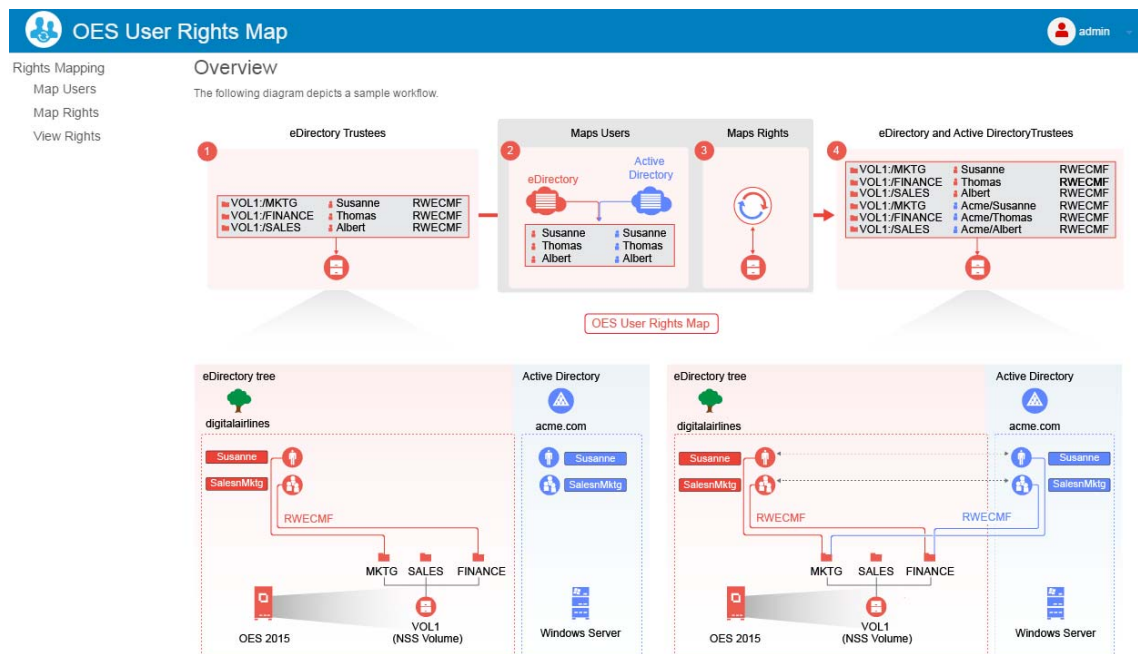 OES User Rights Map
admin
Rights Mapping
Map Users
Map Rights
View Rights
Overview
The following diagram depicts a sample workflow.
eDirectory Trustees
Maps Users
Maps Rights
eDirectory and Active DirectoryTrustees
1
VOL1:/MKTG Susanne RWECMF
VOL1:/FINANCE Thomas RWECMF
VOL1:/SALES Albert RWECMF
2
eDirectory
Active
Directory
Susanne Susanne
Thomas Thomas
Albert Albert
3
4
VOL1:/MKTG Susanne RWECMF
VOL1:/FINANCE Thomas RWECMF
VOL1:/SALES Albert RWECMF
VOL1:/MKTG Acme/Susanne RWECMF
VOL1:/FINANCE Acme/Thomas RWECMF
VOL1:/SALES Acme/Albert RWECMF
OES User Rights Map
eDirectory tree
Active Directory
digitalairlines
acme.com
Susanne
Susanne
SalesnMktg
SalesnMktg
RWECMF
MKTG SALES FINANCE
OES 2015
VOL1
(NSS Volume)
Windows Server
eDirectory tree
Active Directory
digitalairlines
acme.com
Susanne
Susanne
SalesnMktg
SalesnMktg
RWECMF
RWECMF
MKTG SALES FINANCE
OES 2015
VOL1
(NSS Volume)
Windows Server